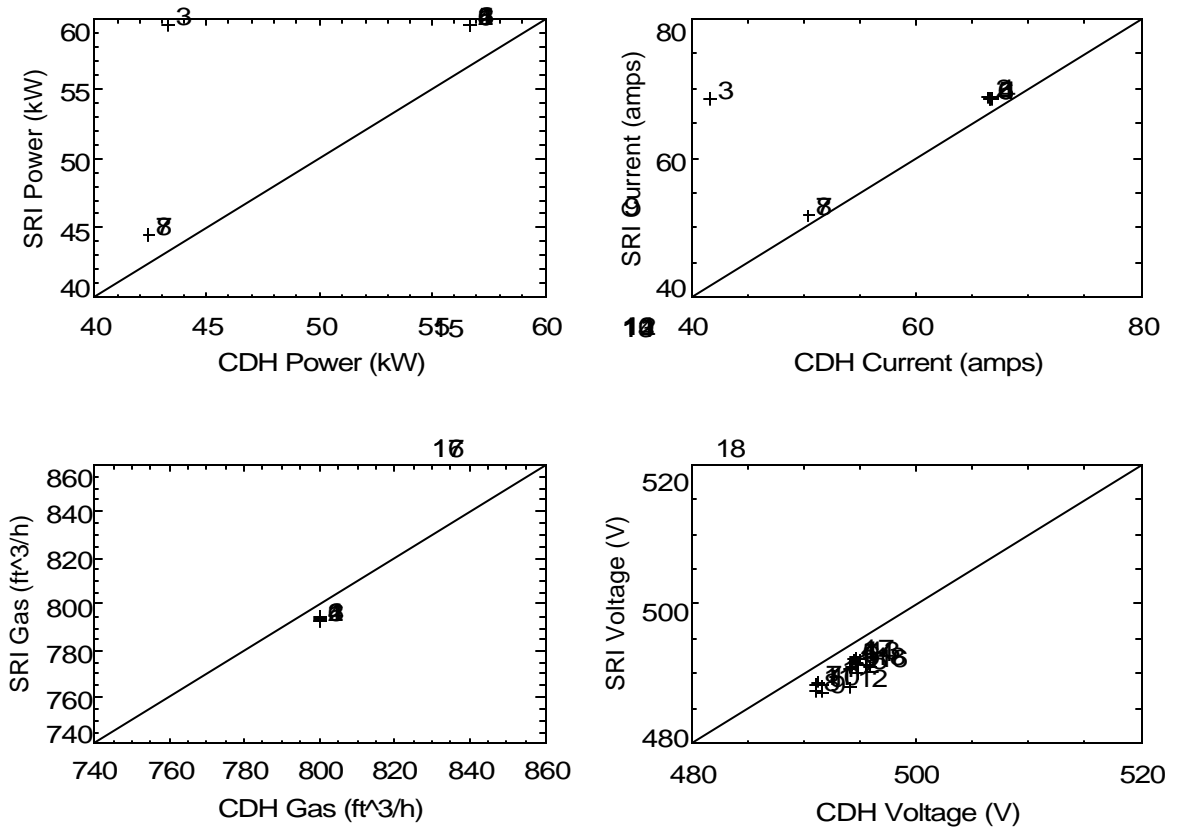 60
55
50
45
40
SRI Power (kW)
3
40 45 50 55 60
15
CDH Power (kW)
80
60
40
SRI Current (amps)
3
9
40 60 80
CDH Current (amps)
860
840
820
800
780
760
740
SRI Gas (ft^3/h)
740 760 780 800 820 840 860
CDH Gas (ft^3/h)
18
520
500
480
SRI Voltage (V)
12
480 500 520
CDH Voltage (V)